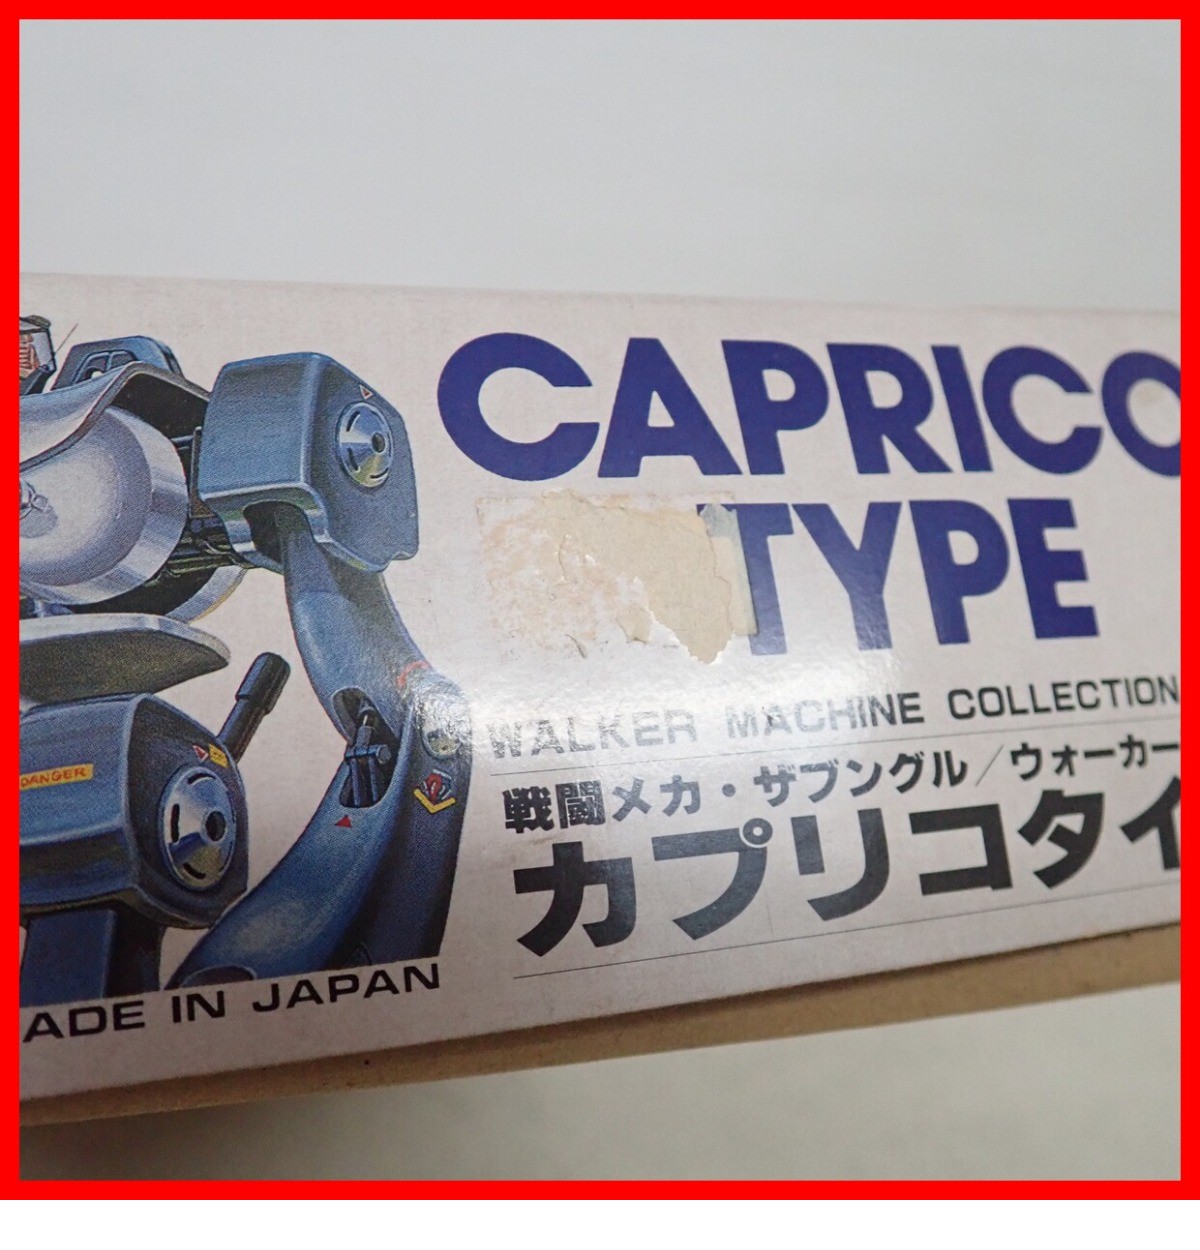 CAPRICO
TYPE
WALKER MACHINE COLLECTION
戦闘メカ・ザブングル/ウォーカー
カプリコタイ
DANGER
ADE IN JAPAN